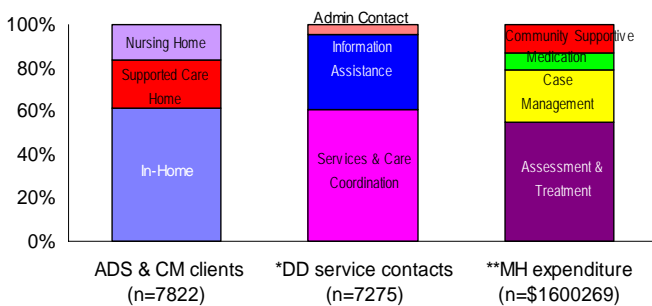 100%
80%
60%
40%
20%
0%
Nursing Home
Supported Care
Home
In-Home
Admin Contact
Information
Assistance
Services & Care
Coordination
Community Supportive
Medication
Case
Management
Assessment &
Treatment
ADS & CM clients
(n=7822)
*DD service contacts
(n=7275)
**MH expenditure
(n=$1600269)